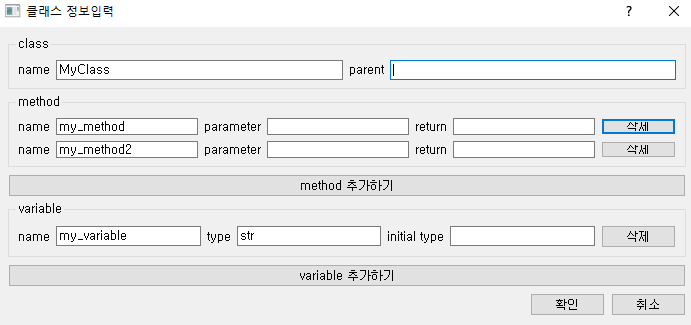 클래스 정보입력
class
name MyClass parent
method
name my_method parameter return 삭제
name my_method2 parameter return 삭제
method 추가하기
variable
name my_variable type str initial type 삭제
variable 추가하기
확인 취소